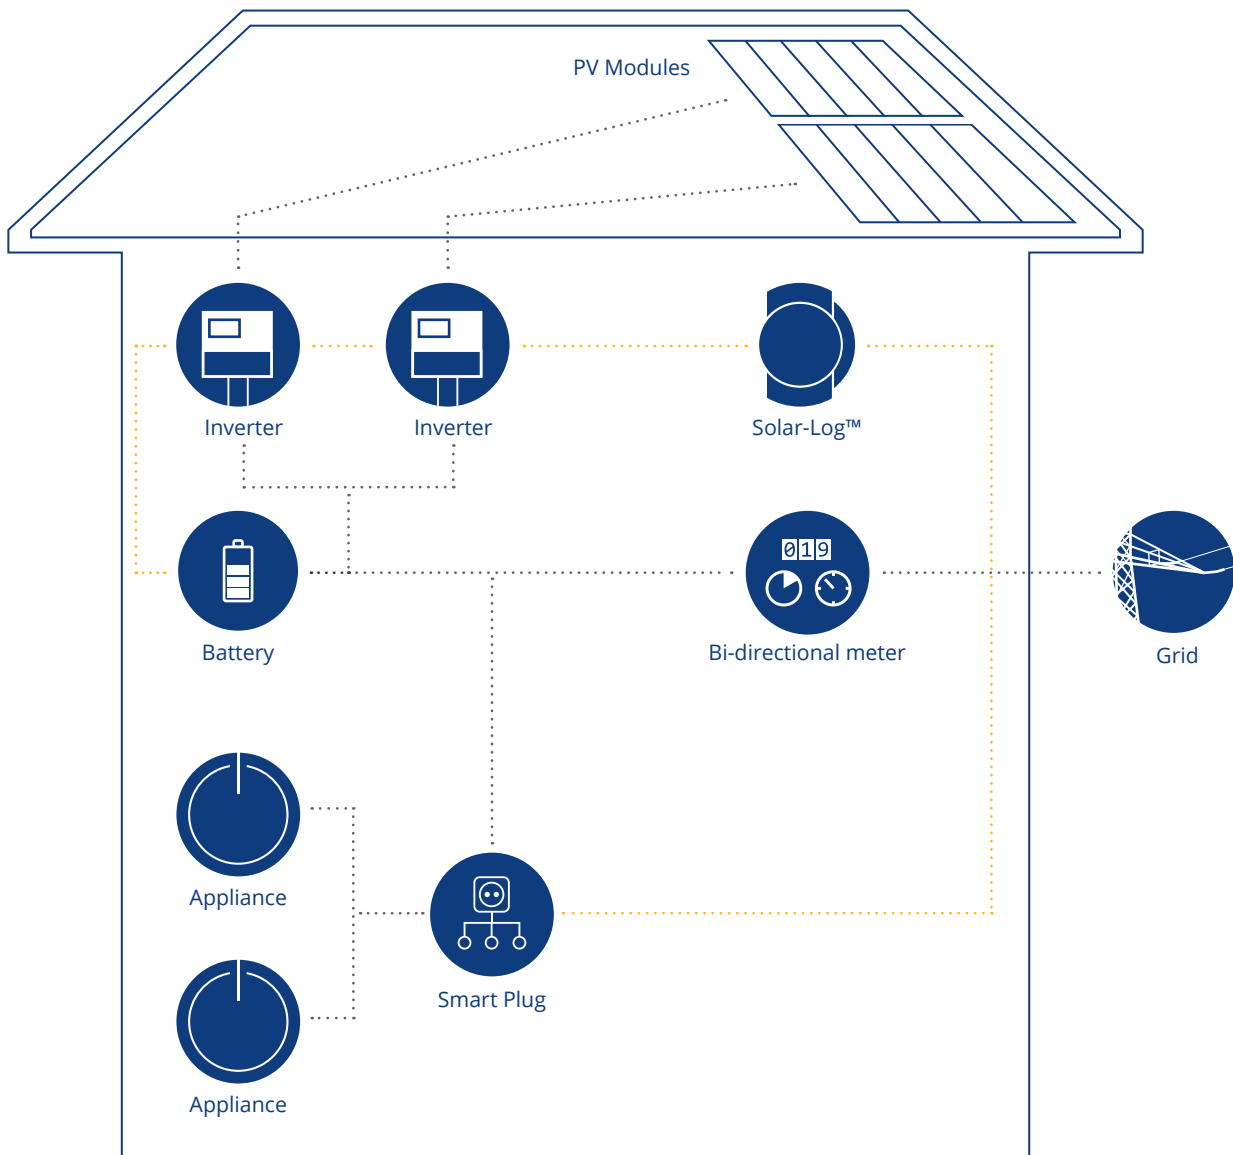 PV Modules
Inverter
Inverter
Solar-Log™
019
Battery
Bi-directional meter
Grid
Appliance
Smart Plug
Appliance